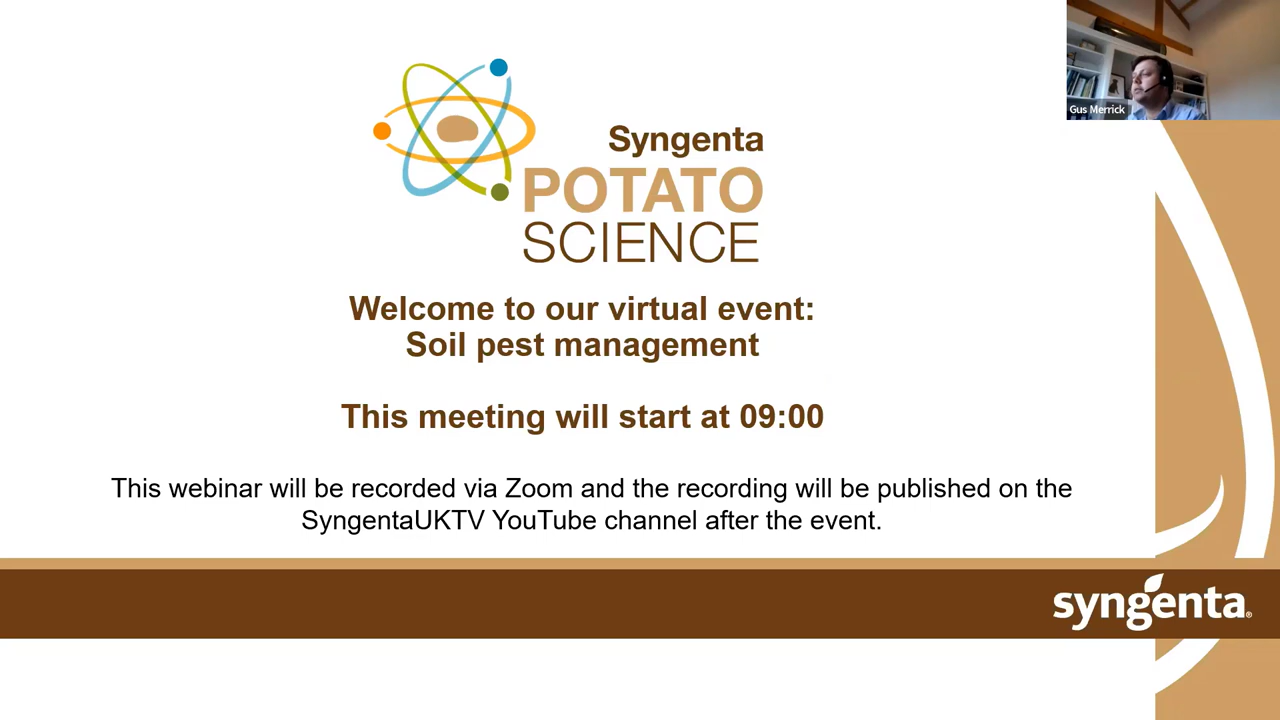 Gus Merrick
Syngenta
POTATO
SCIENCE
Welcome to our virtual event:
Soil pest management
This meeting will start at 09:00
This webinar will be recorded via Zoom and the recording will be published on the
SyngentaUKTV YouTube channel after the event.
syngenta®